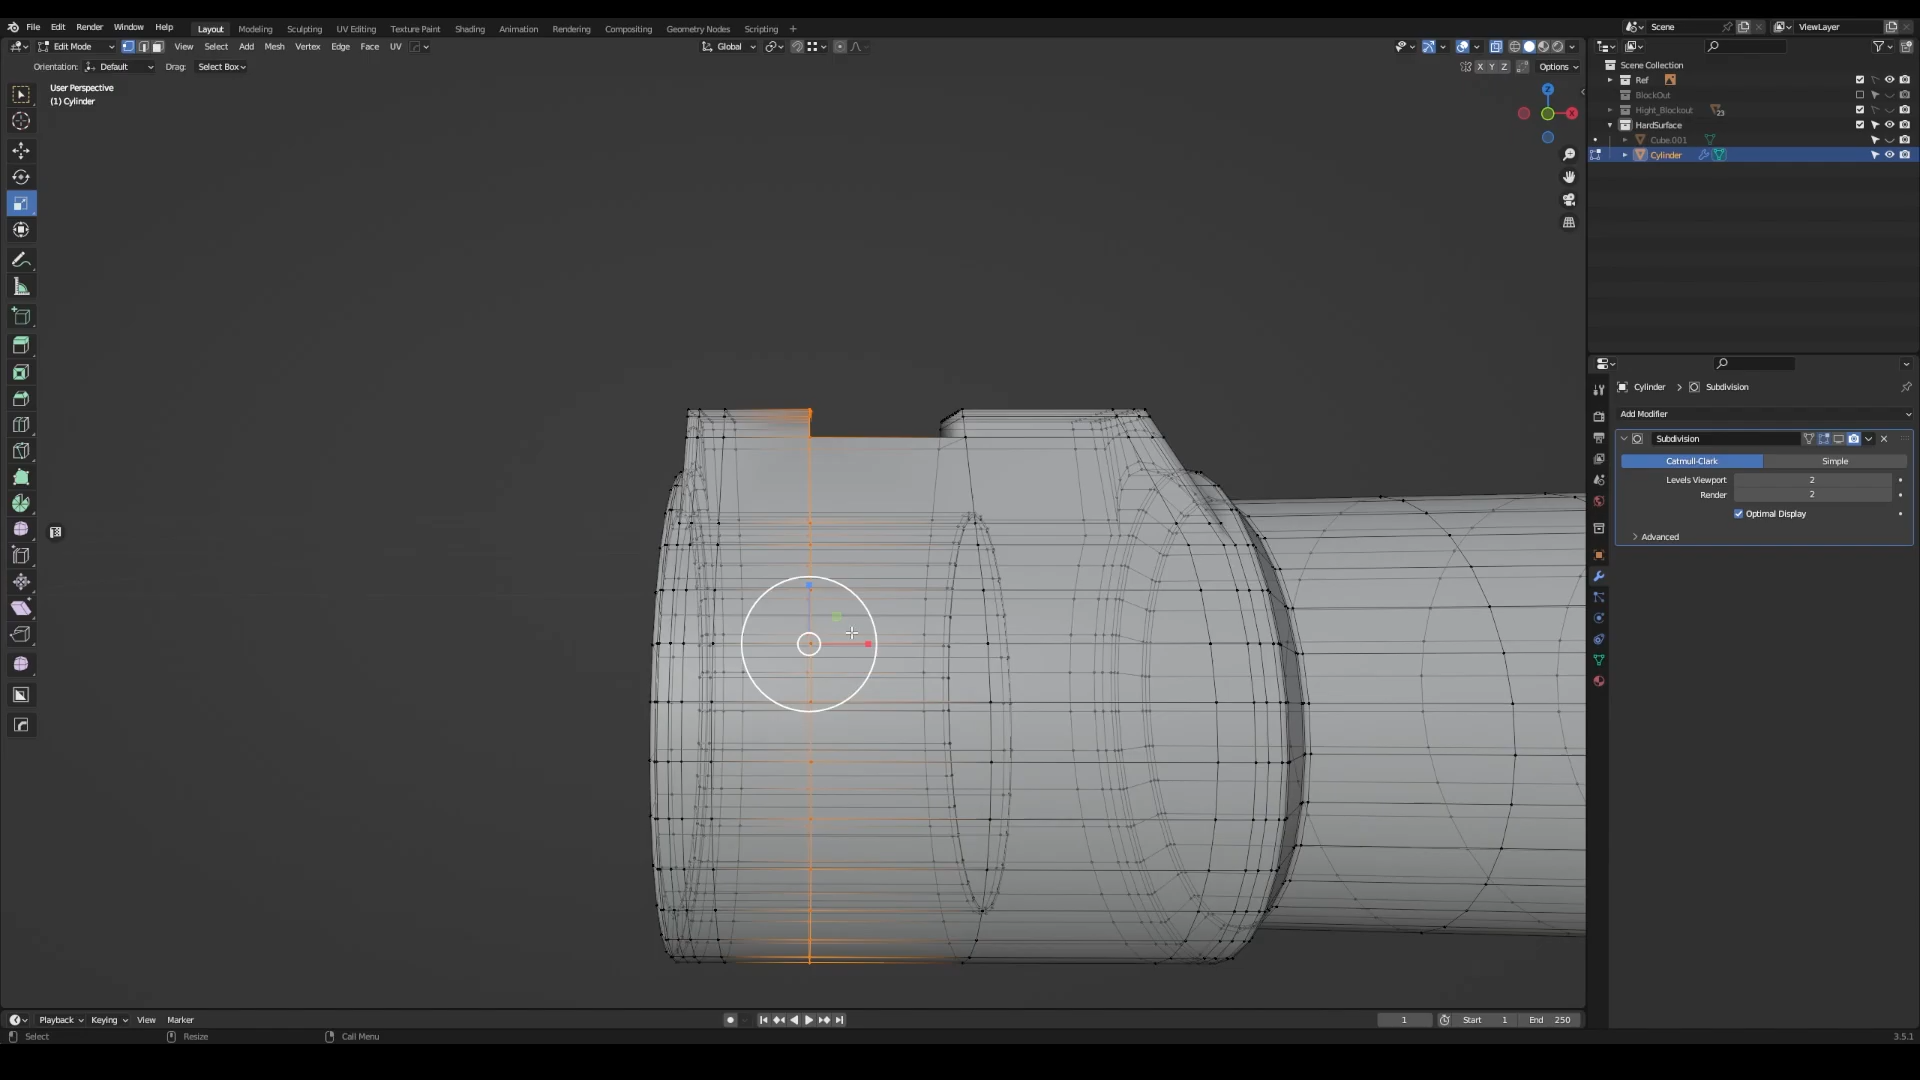 File Edit Render Window Help Layout Modeling Sculpting UV Editing Texture Paint Shading Animation Rendering Compositing Geometry Nodes Scripting + Scene ViewLayer
Edit Mode View Select Add Mesh Vertex Edge Face UV Global
Orientation: Default Drag: Select Box X Y Z Options
User Perspective
(1) Cylinder
Z
X
Scene Collection
Ref
BlockOut
Hight_Blockout 23
HardSurface
Cube.001
Cylinder
Cylinder > Subdivision
Add Modifier
Subdivision
Catmull-Clark Simple
Levels Viewport 2
Render 2
Optimal Display
Advanced
Playback Keying View Marker 1 Start 1 End 250
Select Resize Call Menu 3.5.1